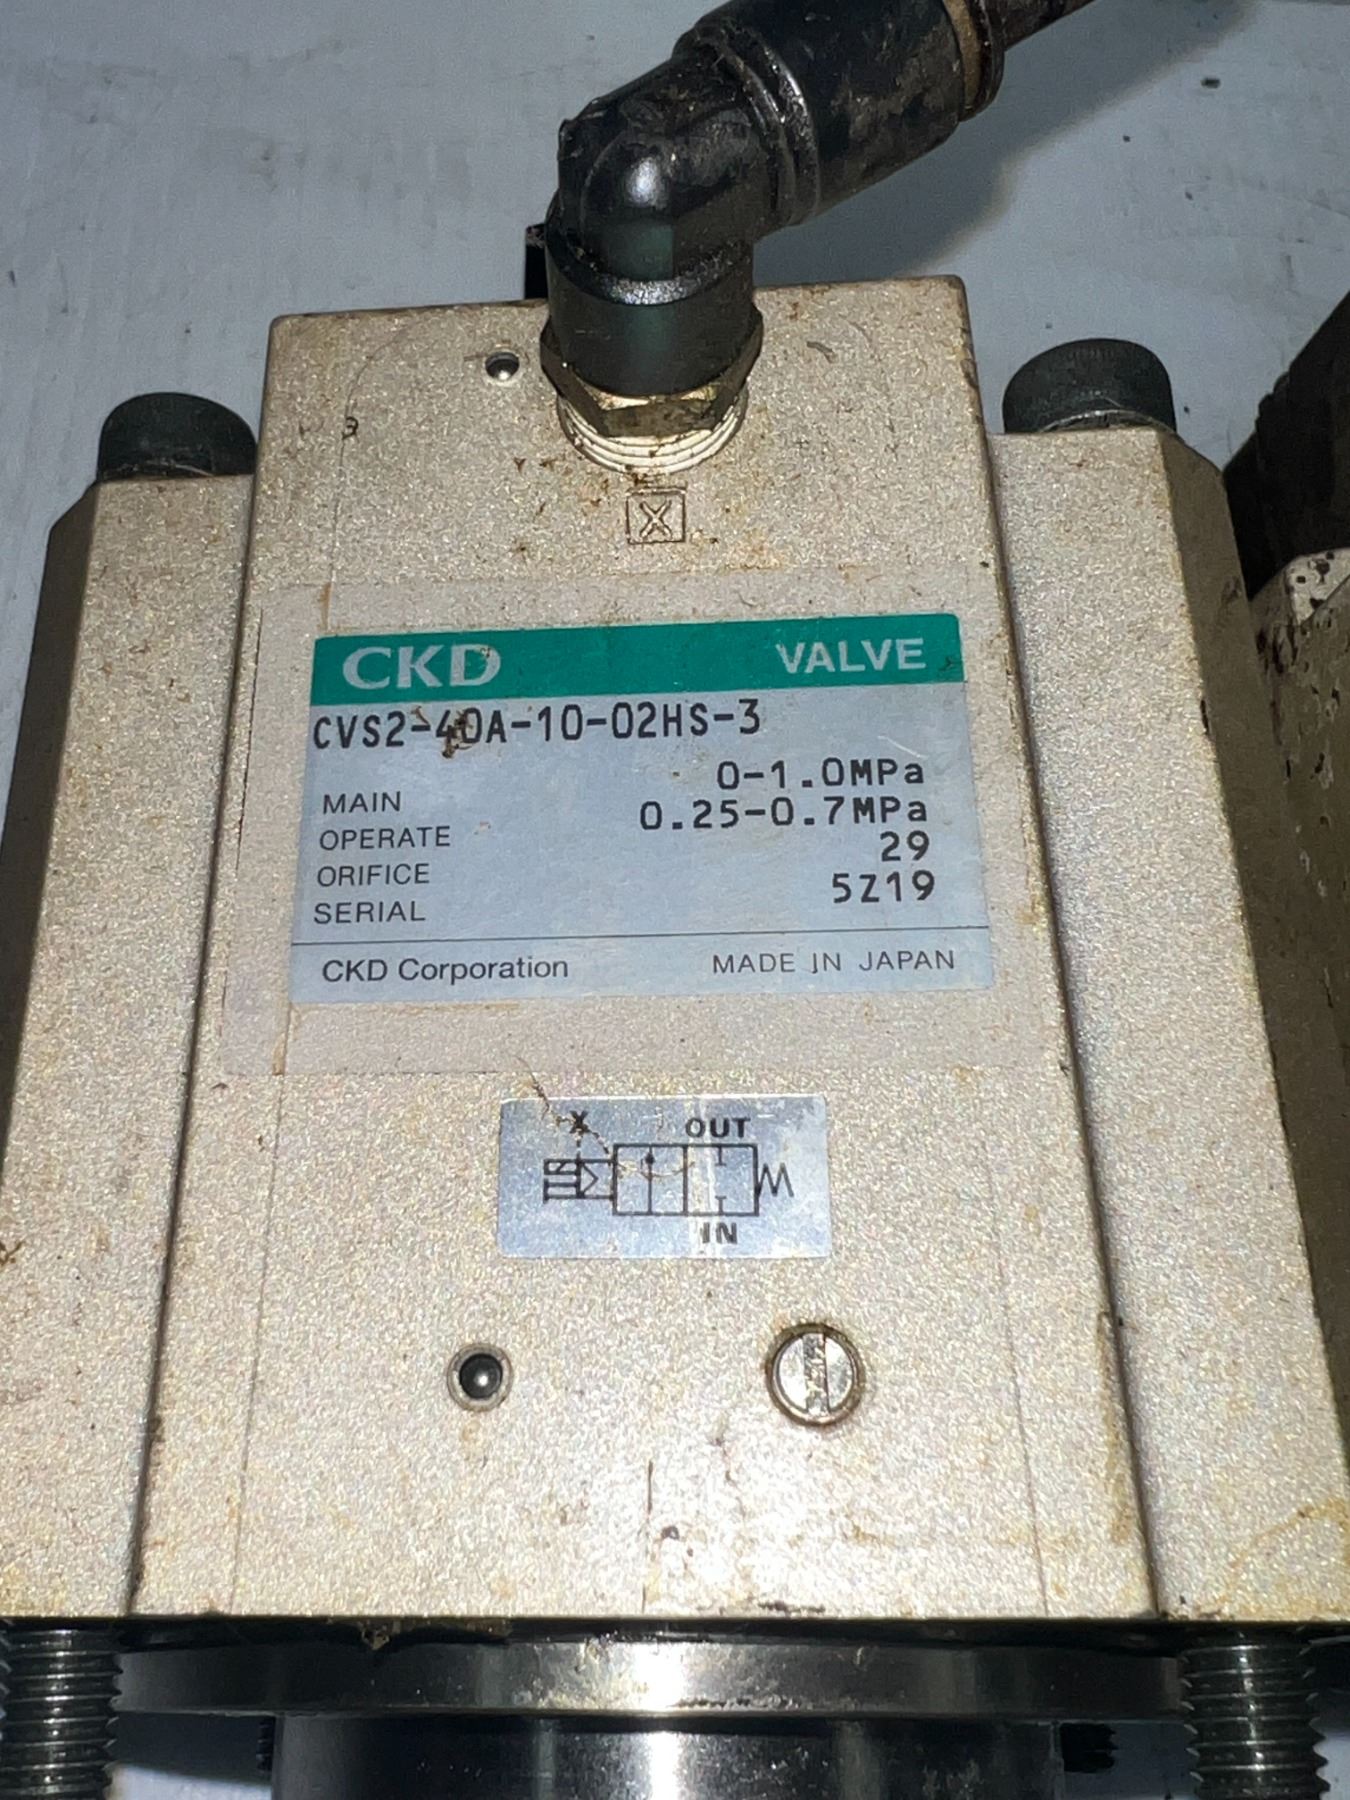 X
CKD VALVE
CVS2-40A-10-02HS-3
MAIN 0-1.0MPa
OPERATE 0.25-0.7MPa
ORIFICE 29
SERIAL 5Z19
CKD Corporation MADE IN JAPAN
X OUT
IN